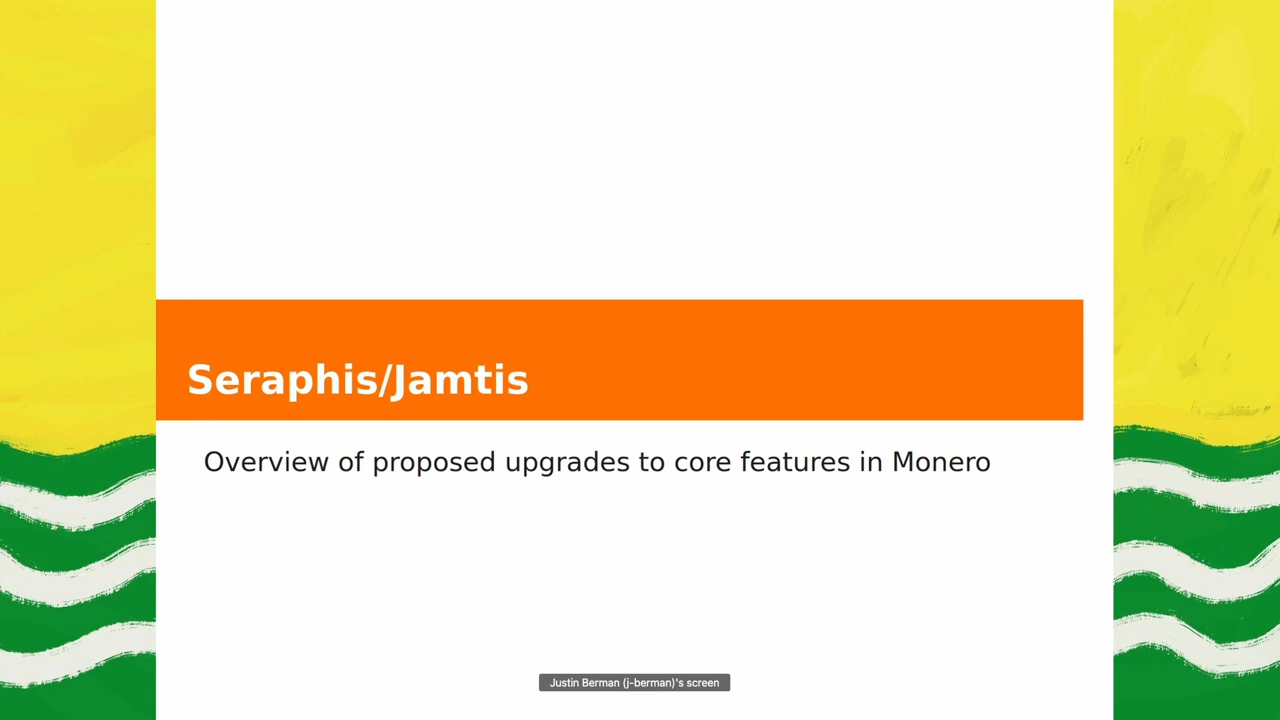 Seraphis/Jamtis
Overview of proposed upgrades to core features in Monero
Justin Berman (j-berman)'s screen